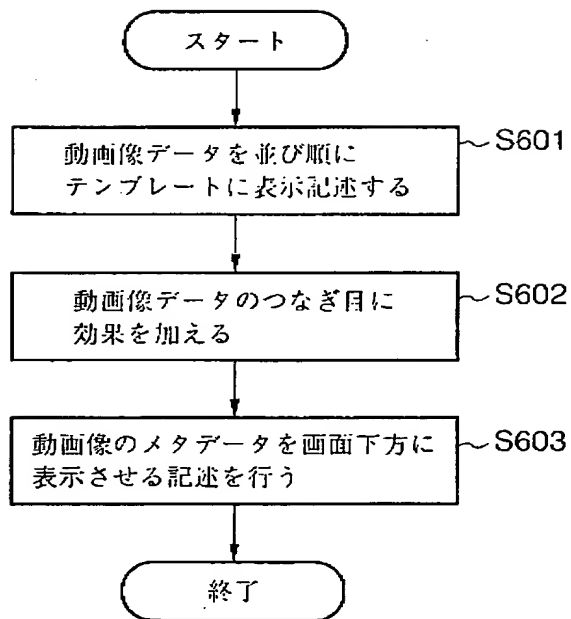 スタート
動画像データを並び順に
テンプレートに表示記述する
S601
動画像データのつなぎ目に
効果を加える
S602
動画像のメタデータを画面下方に
表示させる記述を行う
S603
終了